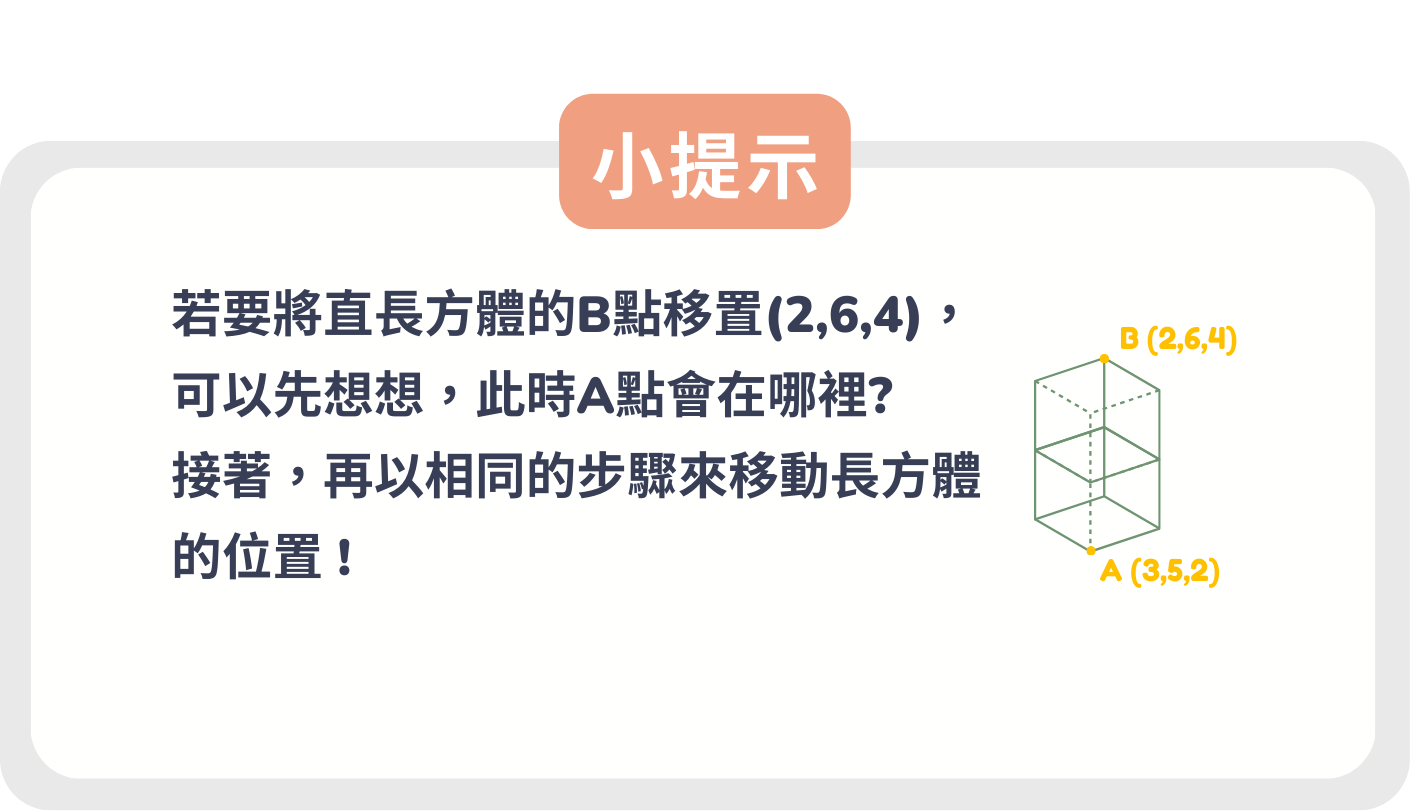 小提示
若要將直長方體的B點移置(2,6,4)，
可以先想想，此時A點會在哪裡?
接著，再以相同的步驟來移動長方體
的位置！
B (2,6,4)
A (3,5,2)